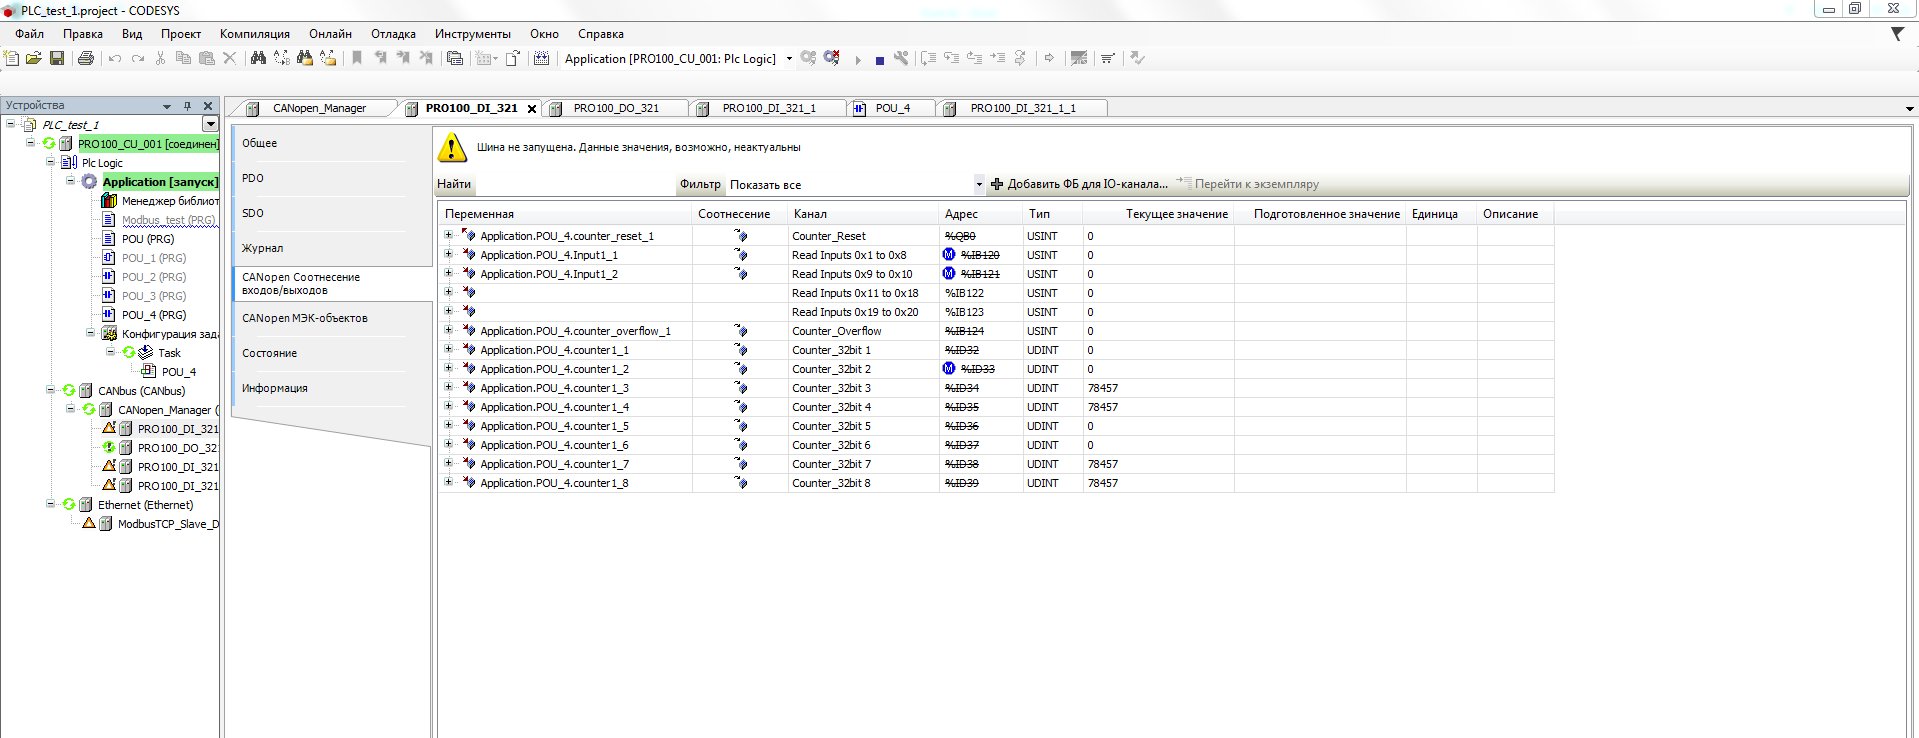 PLC_test_1.project - CODESYS
Файл Правка Вид Проект Компиляция Онлайн Отладка Инструменты Окно Справка
Application [PRO100_CU_001: Plc Logic]
Устройства
PLC_test_1
PRO100_CU_001 [соединен]
Plc Logic
Application [запуск]
Менеджер библиот
Modbus_test (PRG)
POU (PRG)
POU_1 (PRG)
POU_2 (PRG)
POU_3 (PRG)
POU_4 (PRG)
Конфигурация зада
Task
POU_4
CANbus (CANbus)
CANopen_Manager (
PRO100_DI_321
PRO100_DO_32
PRO100_DI_321
PRO100_DI_321
Ethernet (Ethernet)
ModbusTCP_Slave_D
CANopen_Manager PRO100_DI_321 PRO100_DO_321 PRO100_DI_321_1 POU_4 PRO100_DI_321_1_1
Общее
PDO
SDO
Журнал
CANopen Соотнесение
входов/выходов
CANopen МЭК-объектов
Состояние
Информация
Шина не запущена. Данные значения, возможно, неактуальны
Найти Фильтр Показать все Добавить ФБ для IO-канала... Перейти к экземпляру
Переменная Соотнесение Канал Адрес Тип Текущее значение Подготовленное значение Единица Описание
Application.POU_4.counter_reset_1 Counter_Reset %QB0 USINT 0
Application.POU_4.Input1_1 Read Inputs 0x1 to 0x8 M %IB120 USINT 0
Application.POU_4.Input1_2 Read Inputs 0x9 to 0x10 M %IB121 USINT 0
Read Inputs 0x11 to 0x18 %IB122 USINT 0
Read Inputs 0x19 to 0x20 %IB123 USINT 0
Application.POU_4.counter_overflow_1 Counter_Overflow %IB124 USINT 0
Application.POU_4.counter1_1 Counter_32bit 1 %ID32 UDINT 0
Application.POU_4.counter1_2 Counter_32bit 2 M %ID33 UDINT 0
Application.POU_4.counter1_3 Counter_32bit 3 %ID34 UDINT 78457
Application.POU_4.counter1_4 Counter_32bit 4 %ID35 UDINT 78457
Application.POU_4.counter1_5 Counter_32bit 5 %ID36 UDINT 0
Application.POU_4.counter1_6 Counter_32bit 6 %ID37 UDINT 0
Application.POU_4.counter1_7 Counter_32bit 7 %ID38 UDINT 78457
Application.POU_4.counter1_8 Counter_32bit 8 %ID39 UDINT 78457